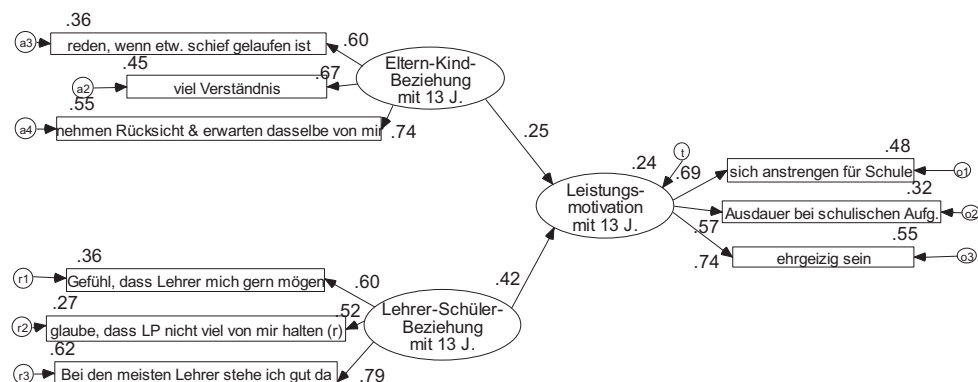 .36
a3
reden, wenn etw. schief gelaufen ist
.60
.45
a2
viel Verständnis
.67
.55
a4
nehmen Rücksicht & erwarten dasselbe von mir
.74
Eltern-Kind-
Beziehung
mit 13 J.
.25
.24
t
Leistungs-
motivation
mit 13 J.
.69
.48
sich anstrengen für Schule
o1
.32
Ausdauer bei schulischen Aufg.
o2
.57
.55
ehrgeizig sein
o3
.74
.42
.36
r1
Gefühl, dass Lehrer mich gern mögen
.60
.27
r2
glaube, dass LP nicht viel von mir halten (r)
.52
.62
r3
Bei den meisten Lehrer stehe ich gut da
.79
Lehrer-Schüler-
Beziehung
mit 13 J.